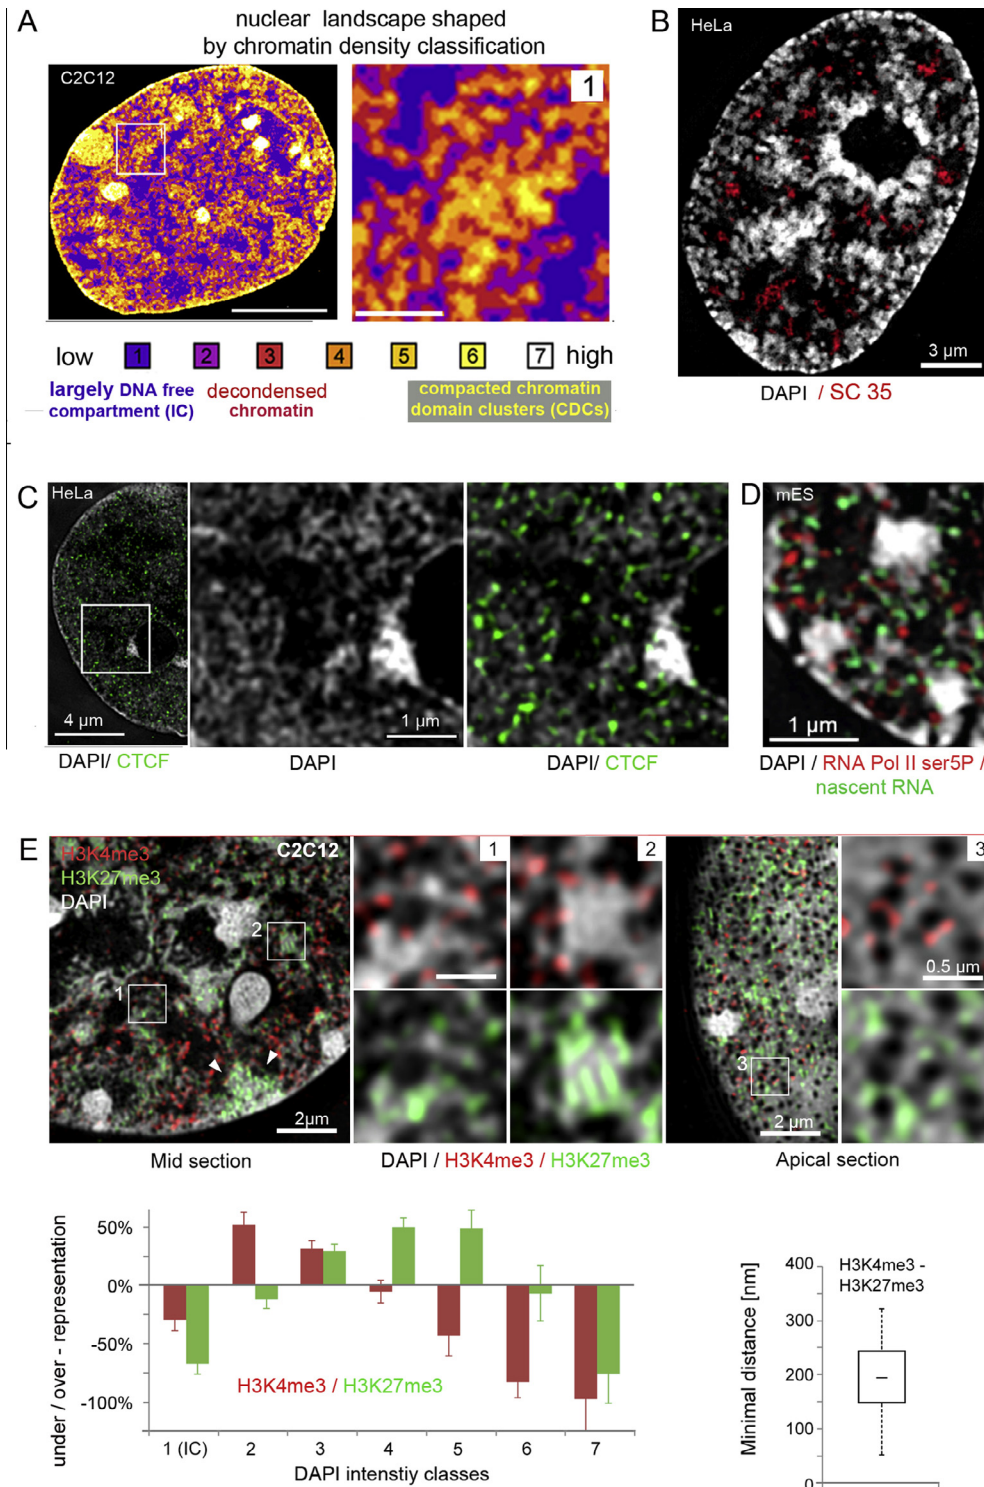 A
nuclear landscape shaped
by chromatin density classification
C2C12
1
low 1 2 3 4 5 6 7 high
largely DNA free
compartment (IC)
decondensed
chromatin
compacted chromatin
domain clusters (CDCs)
B
HeLa
3 µm
DAPI / SC 35
C
HeLa
4 µm
1 µm
DAPI/ CTCF
DAPI
DAPI/ CTCF
D
mES
1 µm
DAPI / RNA Pol II ser5P /
nascent RNA
E
H3K4me3
H3K27me3
DAPI
C2C12
1
2
2µm
1
2
3
2 µm
3
0.5 µm
Mid section
DAPI / H3K4me3 / H3K27me3
Apical section
under / over - representation
50%
0%
-50%
-100%
H3K4me3 / H3K27me3
1 (IC) 2 3 4 5 6 7
DAPI intenstiy classes
Minimal distance [nm]
400
300
200
100
0
H3K4me3 -
H3K27me3